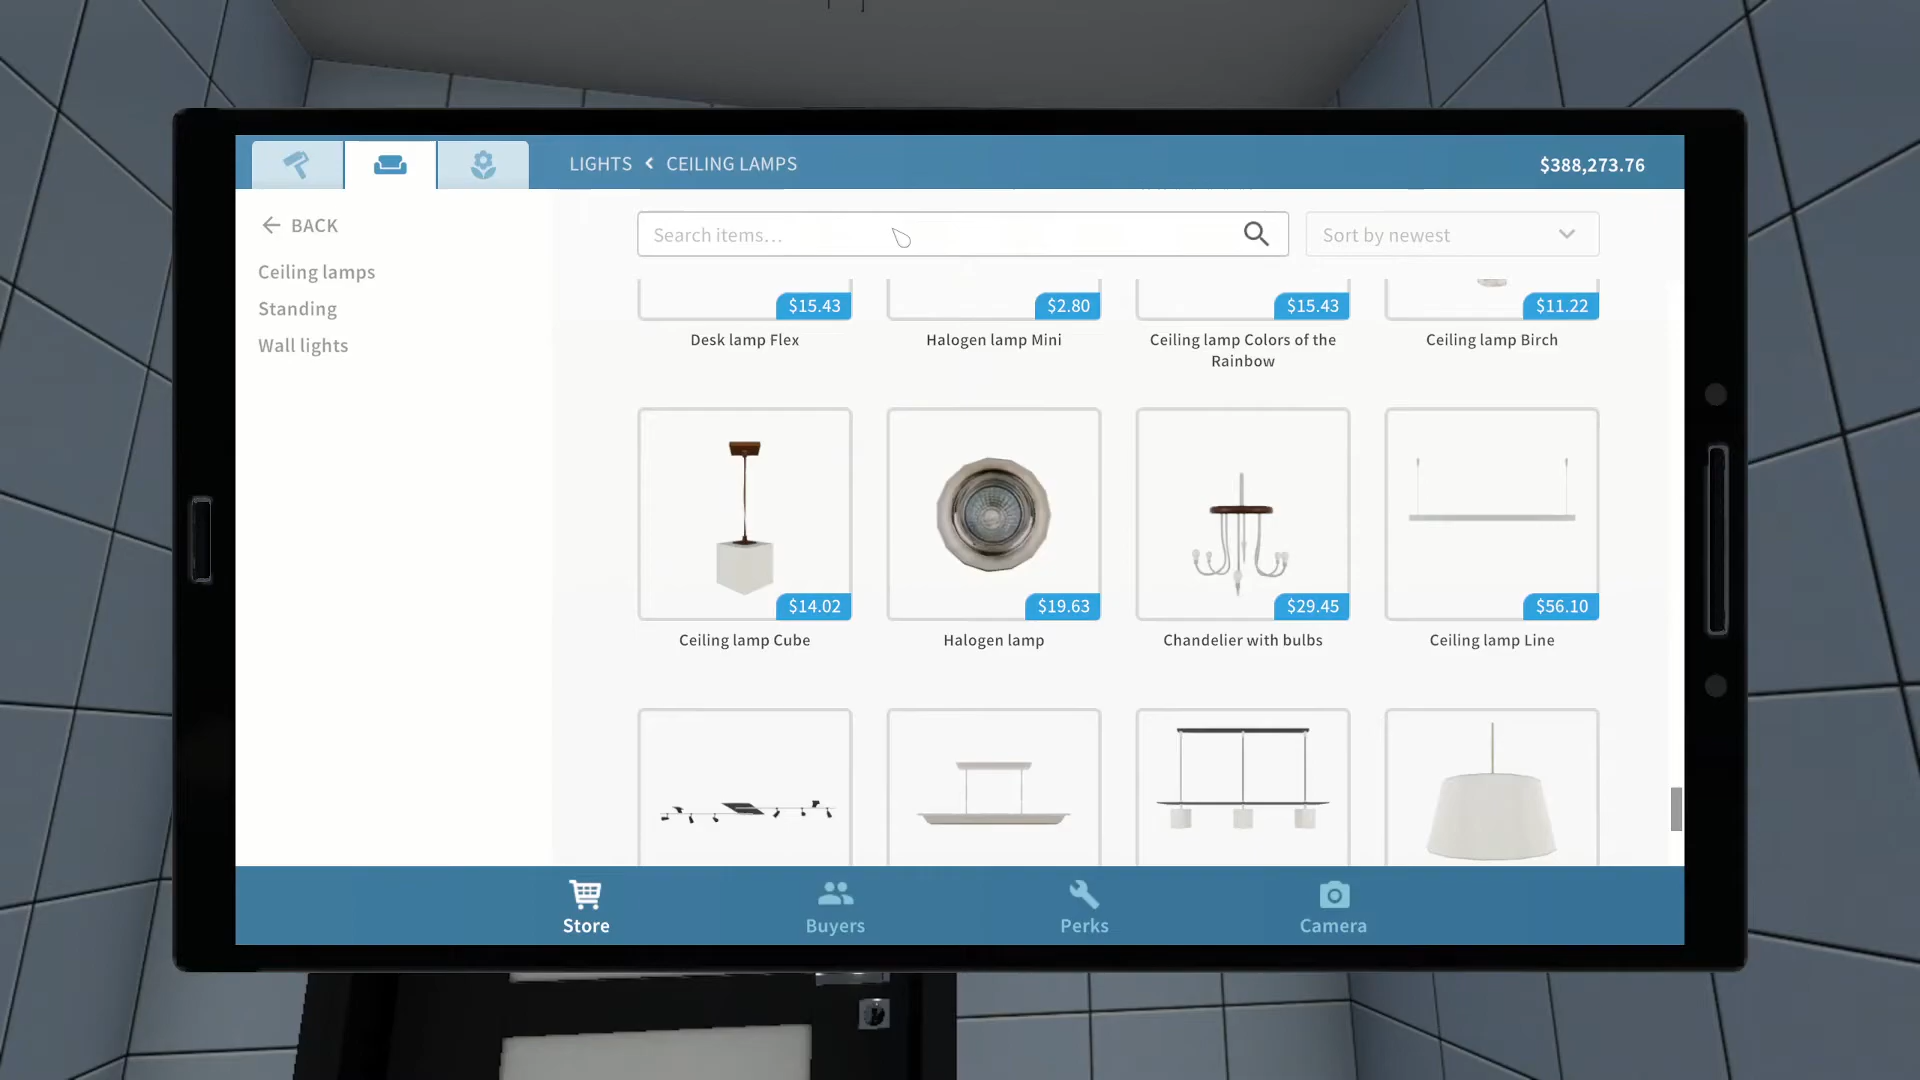 LIGHTS < CEILING LAMPS
$388,273.76
BACK
Ceiling lamps
Standing
Wall lights
Search items...
Sort by newest
$15.43
$2.80
$15.43
$11.22
Desk lamp Flex
Halogen lamp Mini
Ceiling lamp Colors of the
Rainbow
Ceiling lamp Birch
$14.02
$19.63
$29.45
$56.10
Ceiling lamp Cube
Halogen lamp
Chandelier with bulbs
Ceiling lamp Line
Store
Buyers
Perks
Camera